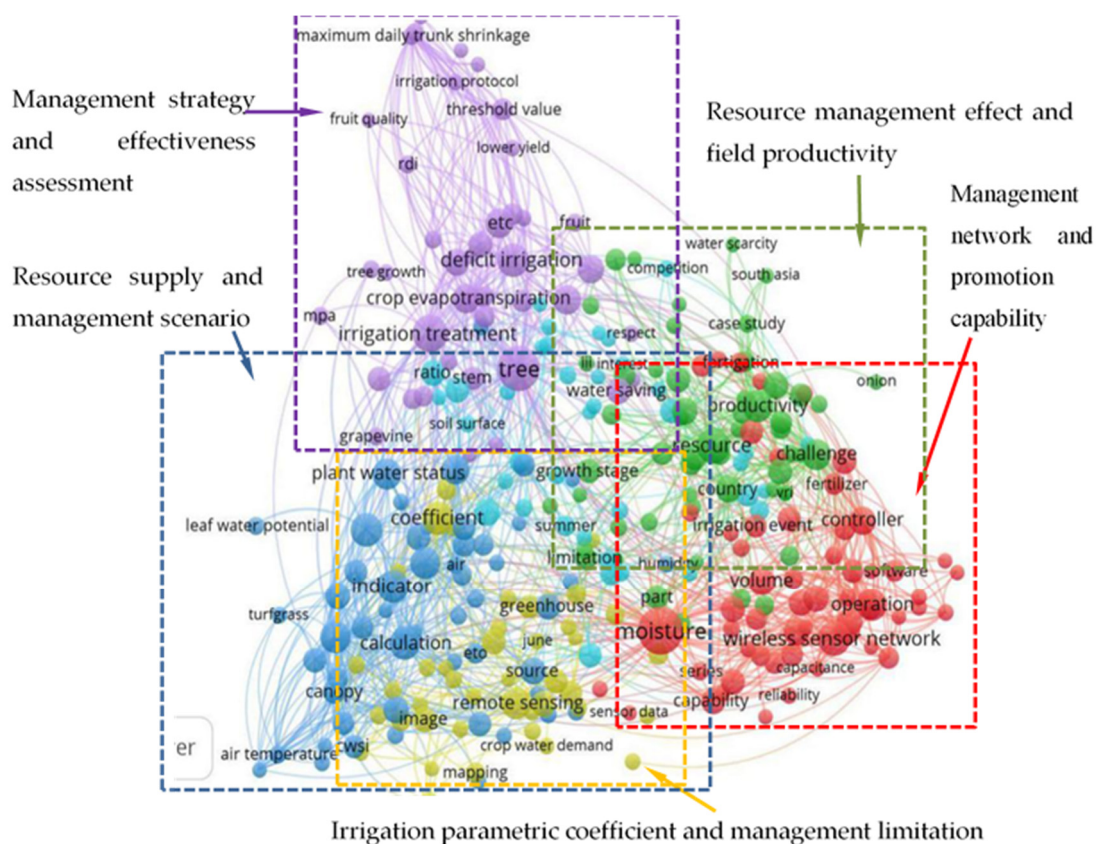 maximum daily trunk shrinkage
irrigation protocol
Management strategy
and effectiveness
assessment
threshold value
fruit quality
lower yield
rdi
Resource management effect and
field productivity
Management
network and
promotion
capability
etc
fruit
water scarcity
deficit irrigation
competition
south asia
tree growth
Resource supply and
management scenario
crop evapotranspiration
mpa
irrigation treatment
respect
case study
ratio
stem
tree
ill interest
fertigation
water saving
onion
productivity
soil surface
grapevine
resource
challenge
plant water status
growth stage
country
vri
fertilizer
leaf water potential
coefficient
summer
irrigation event
controller
air
limitation
humidity
software
indicator
volume
turfgrass
greenhouse
part
operation
calculation
june
moisture
wireless sensor network
eto
source
series
capacitance
canopy
remote sensing
capability
reliability
image
sensor data
er
air temperature
cwsi
crop water demand
mapping
Irrigation parametric coefficient and management limitation